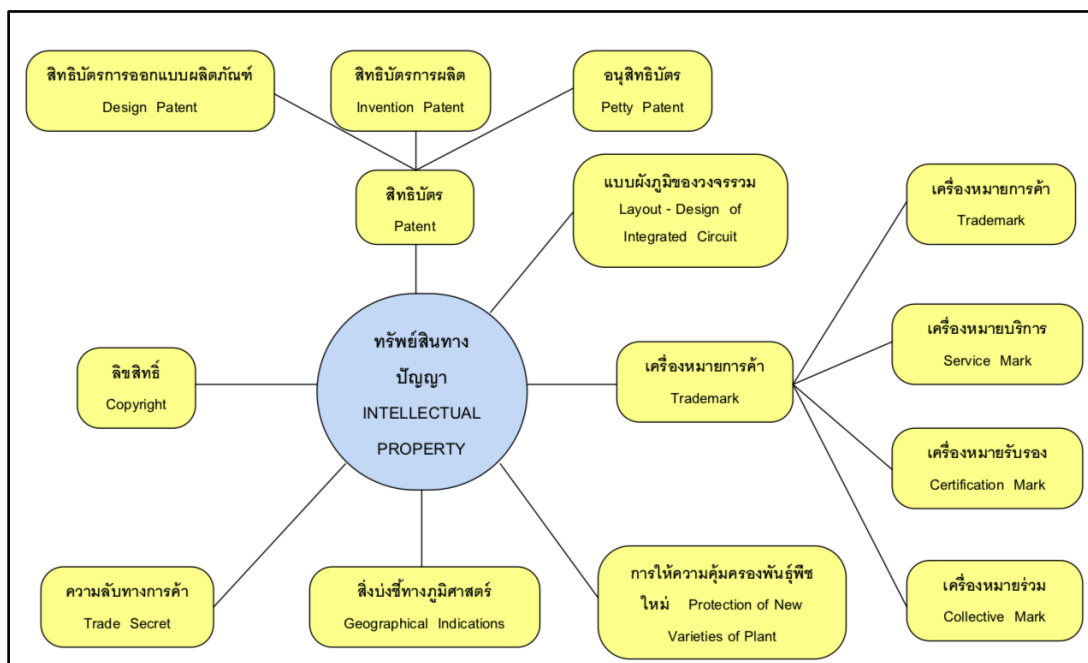 สิทธิบัตรการออกแบบผลิตภัณฑ์
Design Patent
สิทธิบัตรการผลิต
Invention Patent
อนุสิทธิบัตร
Petty Patent
สิทธิบัตร
Patent
แบบผังภูมิของวงจรรวม
Layout - Design of
Integrated Circuit
เครื่องหมายการค้า
Trademark
ทรัพย์สินทาง
ปัญญา
INTELLECTUAL
PROPERTY
ลิขสิทธิ์
Copyright
เครื่องหมายการค้า
Trademark
เครื่องหมายบริการ
Service Mark
เครื่องหมายรับรอง
Certification Mark
ความลับทางการค้า
Trade Secret
สิ่งบ่งชี้ทางภูมิศาสตร์
Geographical Indications
การให้ความคุ้มครองพันธุ์พืช
ใหม่ Protection of New
Varieties of Plant
เครื่องหมายร่วม
Collective Mark